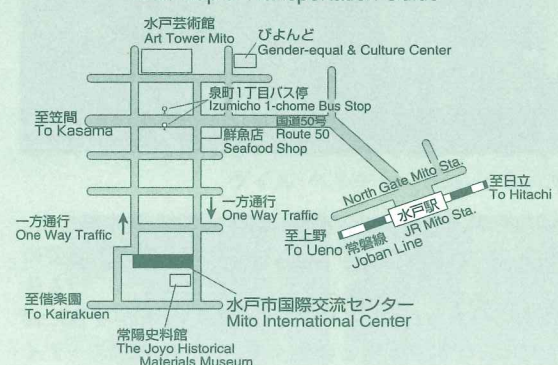 水戸芸術館
Art Tower Mito
びよんど
Gender-equal & Culture Center
泉町1丁目バス停
Izumicho 1-chome Bus Stop
至笠間
To Kasama
国道50号
Route 50
鮮魚店
Seafood Shop
North Gate Mito Sta.
至日立
To Hitachi
水戸駅
JR Mito Sta.
一方通行
One Way Traffic
一方通行
One Way Traffic
至上野
To Ueno
常磐線
Joban Line
至偕楽園
To Kairakuen
水戸市国際交流センター
Mito International Center
常陽史料館
The Joyo Historical
Materials Museum